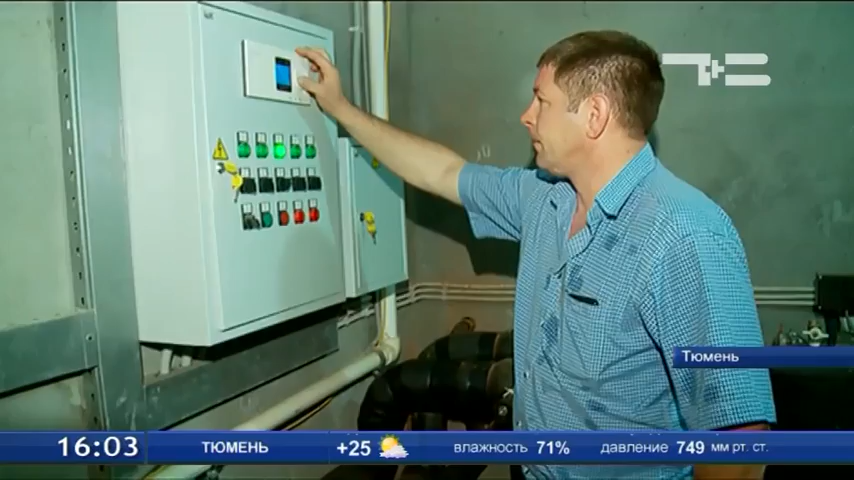 Т+В
Тюмень
16:03 ТЮМЕНЬ +25 влажность 71% давление 749 мм рт. ст.